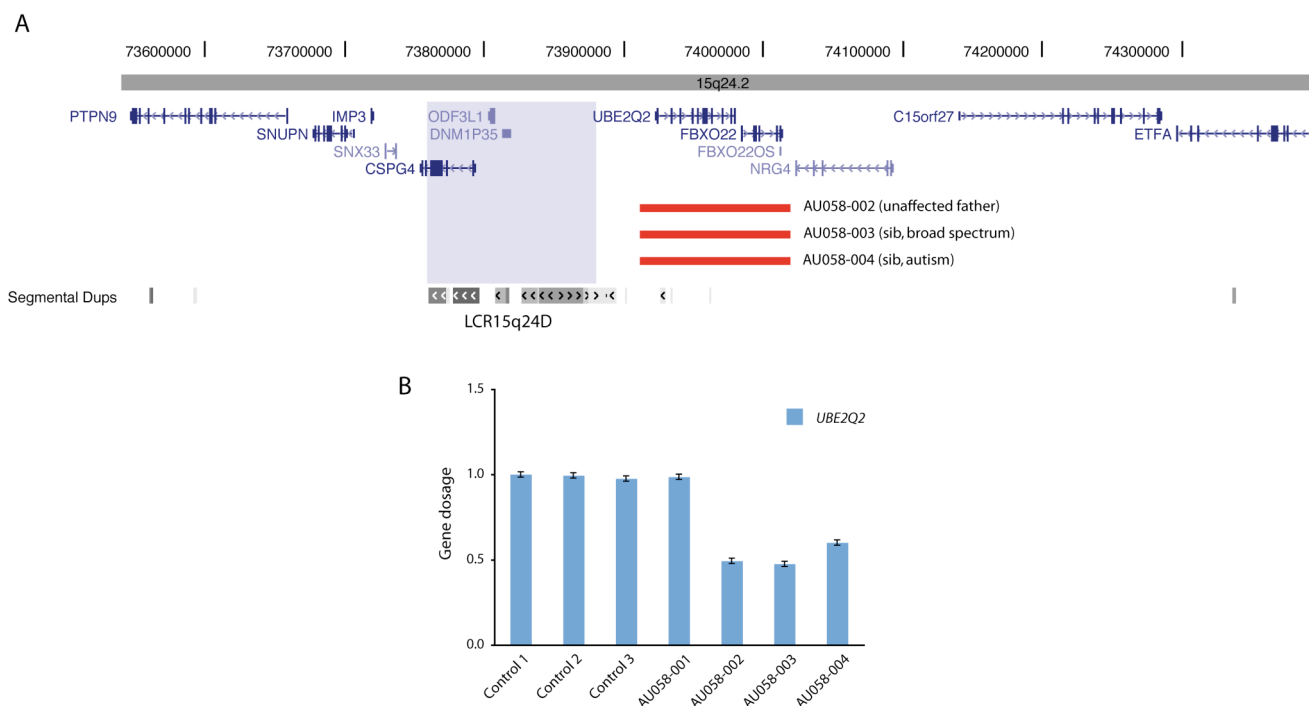 A
73600000 73700000 73800000 73900000 74000000 74100000 74200000 74300000
15q24.2
PTPN9 IMP3 ODF3L1 UBE2Q2 C15orf27
SNUPN DNM1P35 FBXO22 ETFA
SNX33 FBXO22OS
CSPG4 NRG4
AU058-002 (unaffected father)
AU058-003 (sib, broad spectrum)
AU058-004 (sib, autism)
Segmental Dups
LCR15q24D
B
1.5
UBE2Q2
1.0
Gene dosage
0.5
0.0
Control 1 Control 2 Control 3 AU058-001 AU058-002 AU058-003 AU058-004